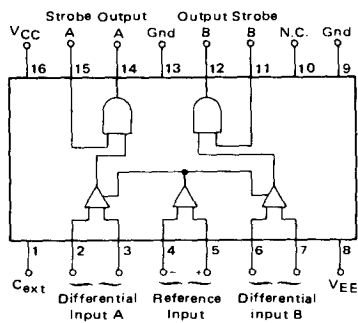 Strobe Output Output Strobe
VCC A A Gnd B B N.C. Gnd
16 15 14 13 12 11 10 9
- +
1 2 3 4 5 6 7 8
Cext VEE
Differential Reference Differential
Input A Input input B